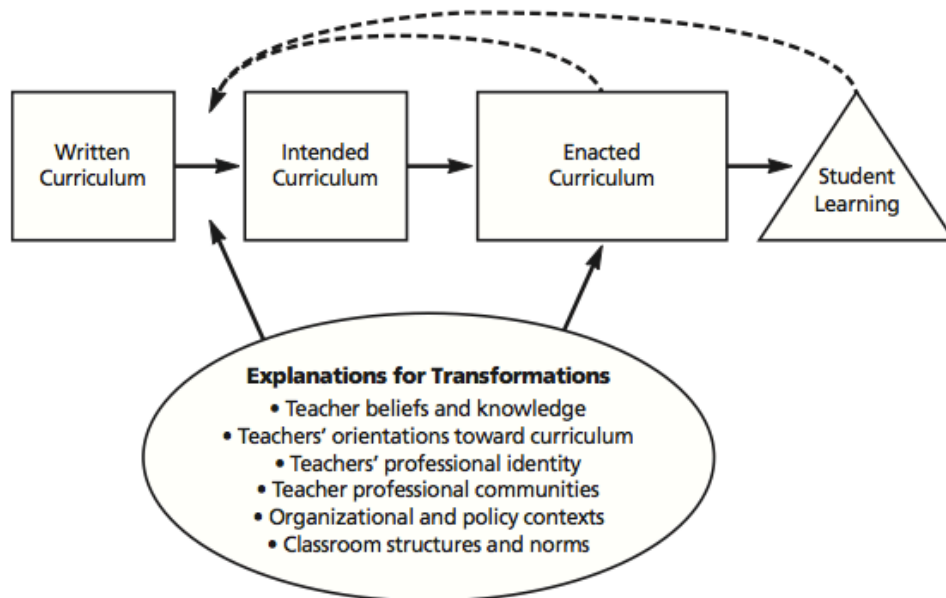 Written
Curriculum
Intended
Curriculum
Enacted
Curriculum
Student
Learning
Explanations for Transformations
• Teacher beliefs and knowledge
• Teachers’ orientations toward curriculum
• Teachers’ professional identity
• Teacher professional communities
• Organizational and policy contexts
• Classroom structures and norms